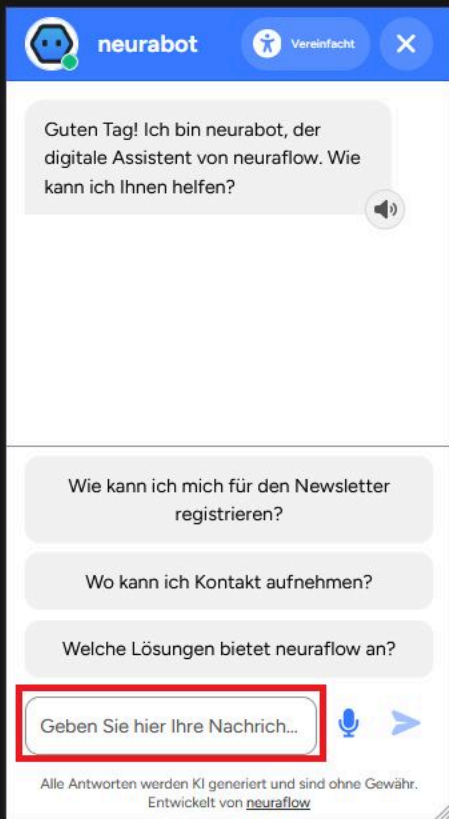 neurabot
Vereinfacht
Guten Tag! Ich bin neurabot, der
digitale Assistent von neuraflow. Wie
kann ich Ihnen helfen?
Wie kann ich mich für den Newsletter
registrieren?
Wo kann ich Kontakt aufnehmen?
Welche Lösungen bietet neuraflow an?
Geben Sie hier Ihre Nachrich...
Alle Antworten werden KI generiert und sind ohne Gewähr.
Entwickelt von neuraflow